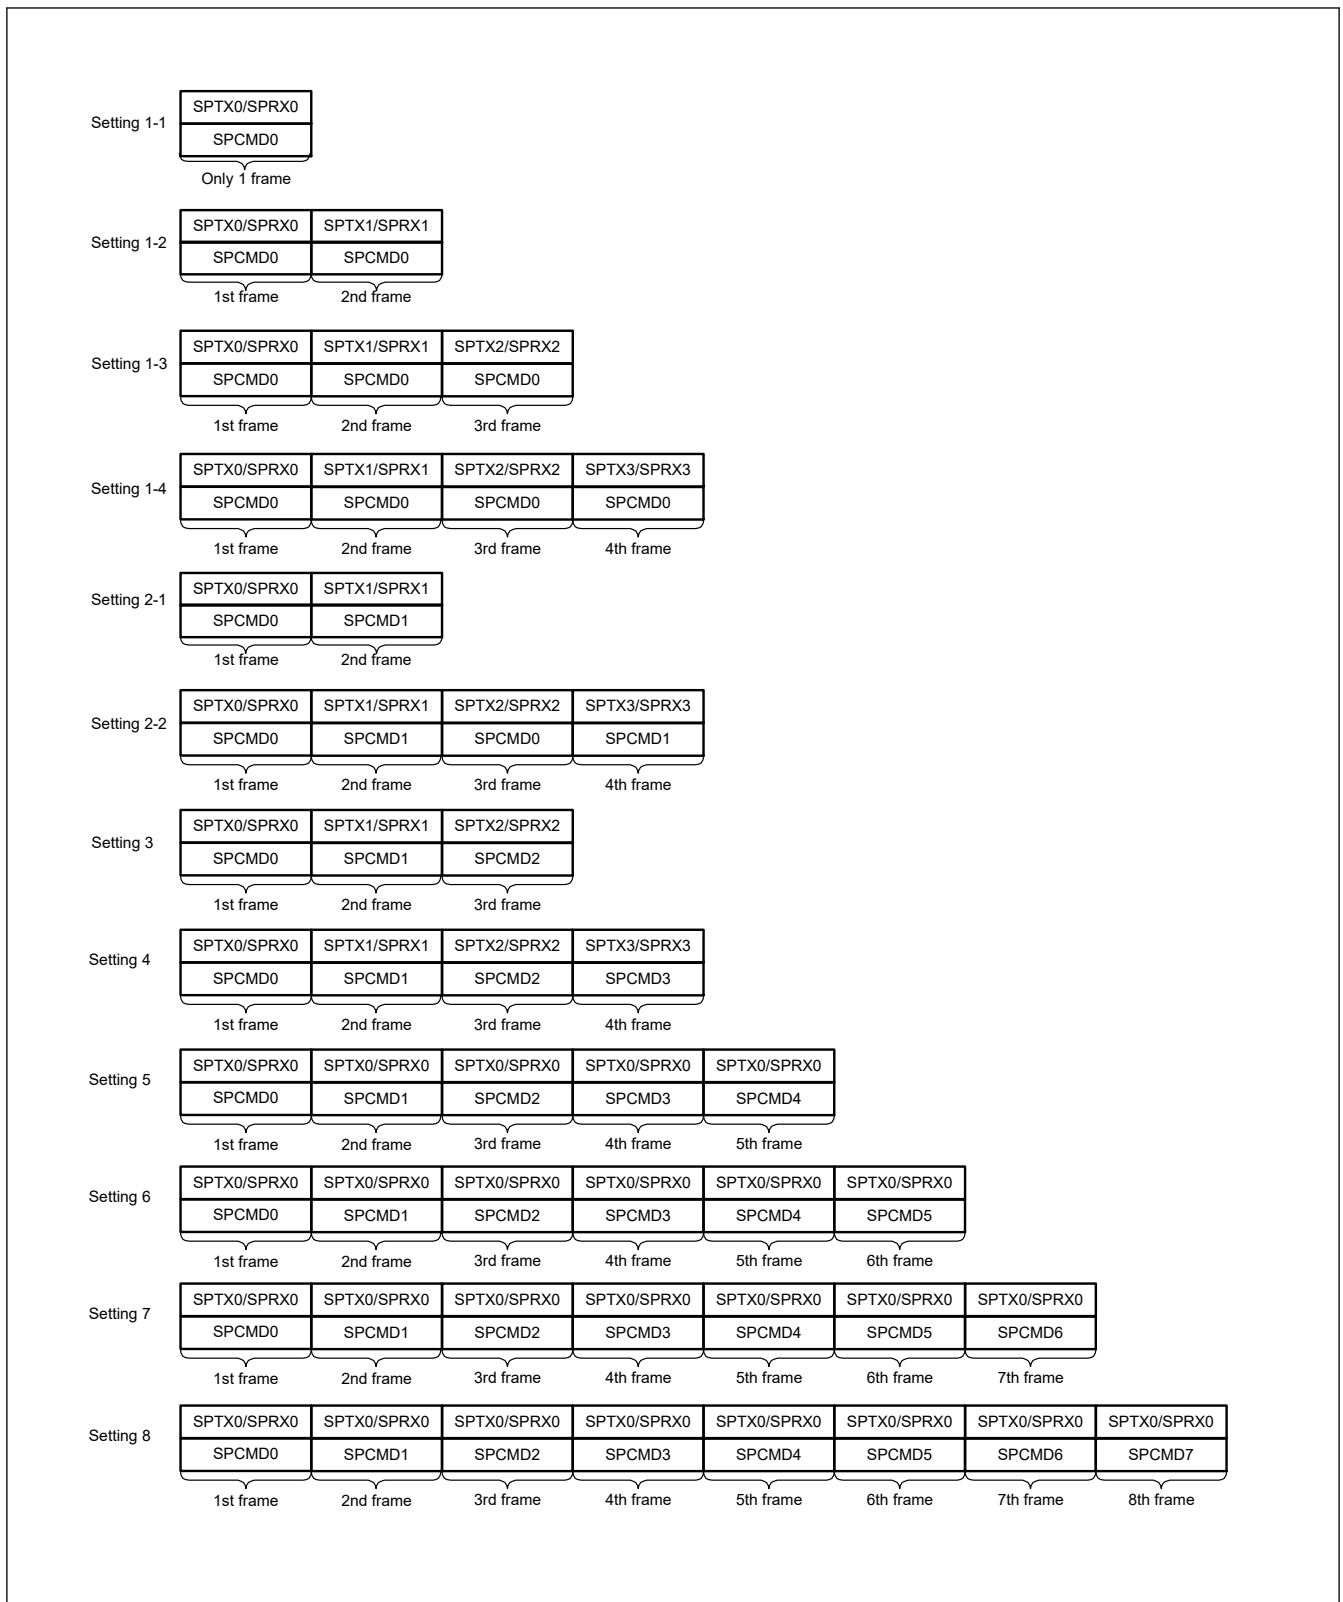 SPTX0/SPRX0
Setting 1-1
SPCMD0
Only 1 frame
SPTX0/SPRX0 SPTX1/SPRX1
Setting 1-2
SPCMD0 SPCMD0
1st frame 2nd frame
SPTX0/SPRX0 SPTX1/SPRX1 SPTX2/SPRX2
Setting 1-3
SPCMD0 SPCMD0 SPCMD0
1st frame 2nd frame 3rd frame
SPTX0/SPRX0 SPTX1/SPRX1 SPTX2/SPRX2 SPTX3/SPRX3
Setting 1-4
SPCMD0 SPCMD0 SPCMD0 SPCMD0
1st frame 2nd frame 3rd frame 4th frame
SPTX0/SPRX0 SPTX1/SPRX1
Setting 2-1
SPCMD0 SPCMD1
1st frame 2nd frame
SPTX0/SPRX0 SPTX1/SPRX1 SPTX2/SPRX2 SPTX3/SPRX3
Setting 2-2
SPCMD0 SPCMD1 SPCMD0 SPCMD1
1st frame 2nd frame 3rd frame 4th frame
SPTX0/SPRX0 SPTX1/SPRX1 SPTX2/SPRX2
Setting 3
SPCMD0 SPCMD1 SPCMD2
1st frame 2nd frame 3rd frame
SPTX0/SPRX0 SPTX1/SPRX1 SPTX2/SPRX2 SPTX3/SPRX3
Setting 4
SPCMD0 SPCMD1 SPCMD2 SPCMD3
1st frame 2nd frame 3rd frame 4th frame
SPTX0/SPRX0 SPTX0/SPRX0 SPTX0/SPRX0 SPTX0/SPRX0 SPTX0/SPRX0
Setting 5
SPCMD0 SPCMD1 SPCMD2 SPCMD3 SPCMD4
1st frame 2nd frame 3rd frame 4th frame 5th frame
SPTX0/SPRX0 SPTX0/SPRX0 SPTX0/SPRX0 SPTX0/SPRX0 SPTX0/SPRX0 SPTX0/SPRX0
Setting 6
SPCMD0 SPCMD1 SPCMD2 SPCMD3 SPCMD4 SPCMD5
1st frame 2nd frame 3rd frame 4th frame 5th frame 6th frame
SPTX0/SPRX0 SPTX0/SPRX0 SPTX0/SPRX0 SPTX0/SPRX0 SPTX0/SPRX0 SPTX0/SPRX0 SPTX0/SPRX0
Setting 7
SPCMD0 SPCMD1 SPCMD2 SPCMD3 SPCMD4 SPCMD5 SPCMD6
1st frame 2nd frame 3rd frame 4th frame 5th frame 6th frame 7th frame
SPTX0/SPRX0 SPTX0/SPRX0 SPTX0/SPRX0 SPTX0/SPRX0 SPTX0/SPRX0 SPTX0/SPRX0 SPTX0/SPRX0 SPTX0/SPRX0
Setting 8
SPCMD0 SPCMD1 SPCMD2 SPCMD3 SPCMD4 SPCMD5 SPCMD6 SPCMD7
1st frame 2nd frame 3rd frame 4th frame 5th frame 6th frame 7th frame 8th frame